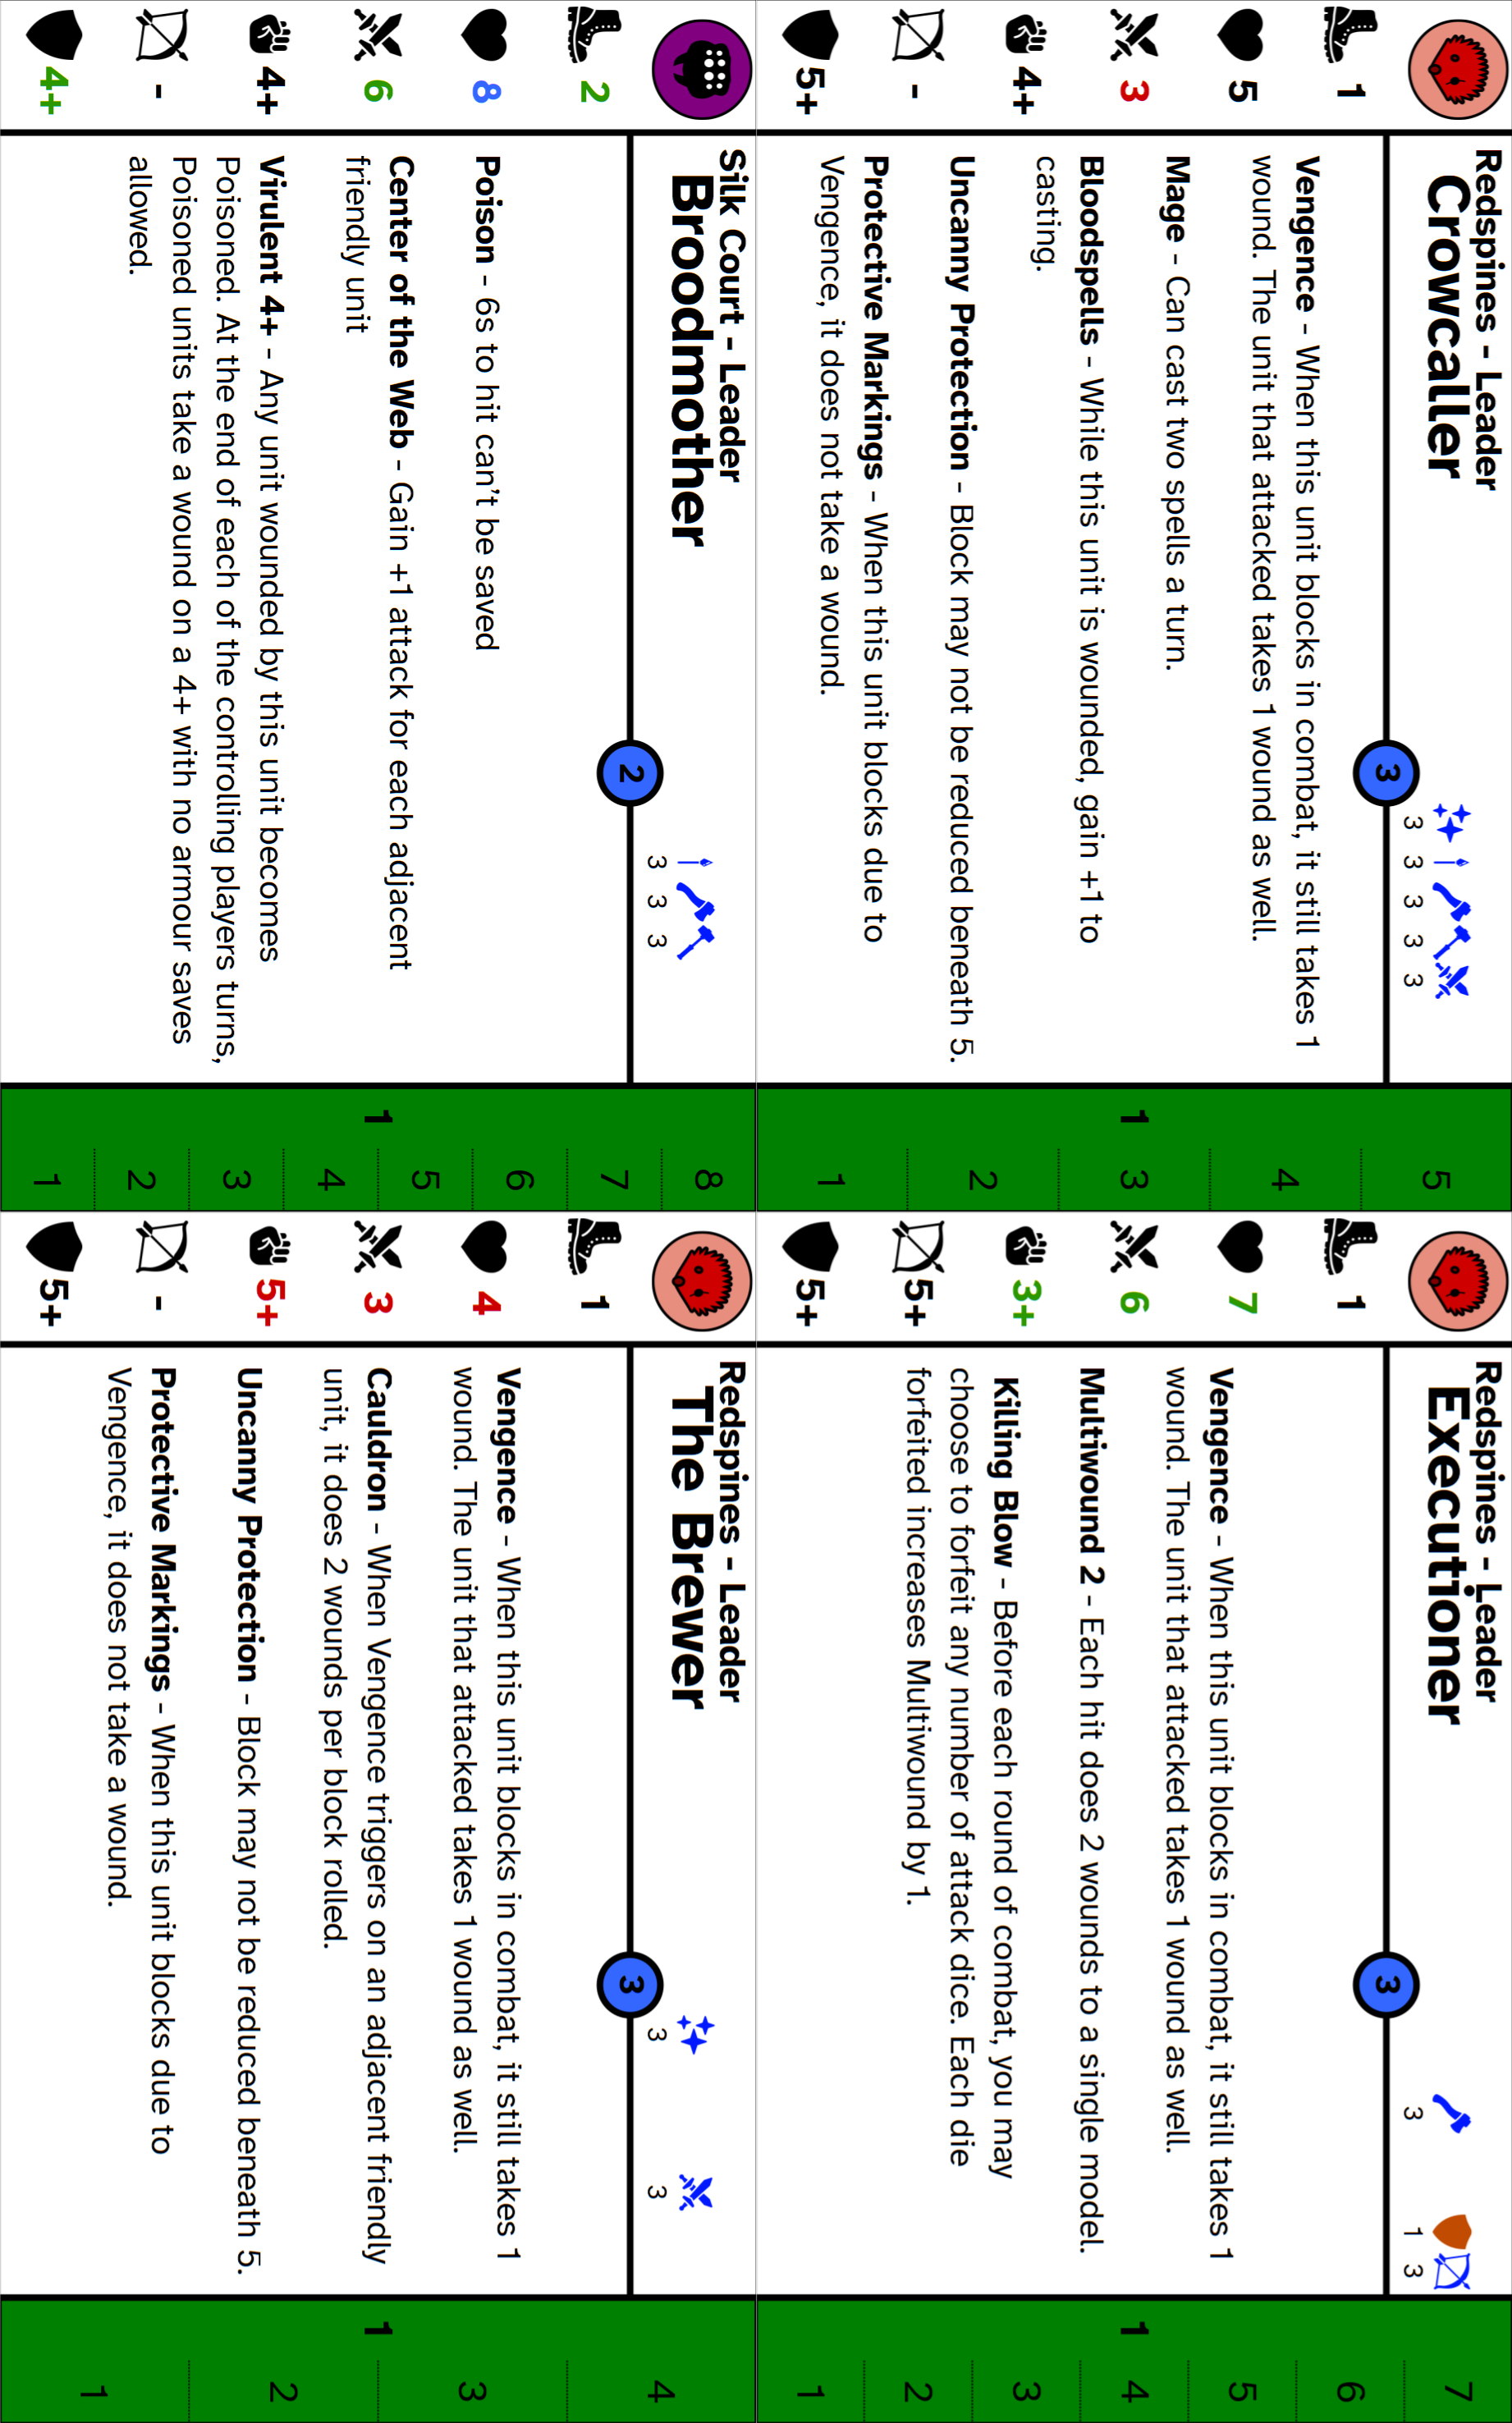 Redspines - Leader
Crowcaller
3
3 3 3 3 3
1
5
3
4+
-
5+
Vengence - When this unit blocks in combat, it still takes 1
wound. The unit that attacked takes 1 wound as well.
Mage - Can cast two spells a turn.
Bloodspells - While this unit is wounded, gain +1 to
casting.
Uncanny Protection - Block may not be reduced beneath 5.
Protective Markings - When this unit blocks due to
Vengence, it does not take a wound.
1
5
4
3
2
1
Redspines - Leader
Executioner
3
3 1 3
1
7
6
3+
5+
5+
Vengence - When this unit blocks in combat, it still takes 1
wound. The unit that attacked takes 1 wound as well.
Multiwound 2 - Each hit does 2 wounds to a single model.
Killing Blow - Before each round of combat, you may
choose to forfeit any number of attack dice. Each die
forfeited increases Multiwound by 1.
1
7
6
5
4
3
2
1
Silk Court - Leader
Broodmother
2
3 3 3
2
8
6
4+
-
4+
Poison - 6s to hit can't be saved
Center of the Web - Gain +1 attack for each adjacent
friendly unit
Virulent 4+ - Any unit wounded by this unit becomes
Poisoned. At the end of each of the controlling players turns,
Poisoned units take a wound on a 4+ with no armour saves
allowed.
1
8
7
6
5
4
3
2
1
Redspines - Leader
The Brewer
3
3 3
1
4
3
5+
-
5+
Vengence - When this unit blocks in combat, it still takes 1
wound. The unit that attacked takes 1 wound as well.
Cauldron - When Vengence triggers on an adjacent friendly
unit, it does 2 wounds per block rolled.
Uncanny Protection - Block may not be reduced beneath 5.
Protective Markings - When this unit blocks due to
Vengence, it does not take a wound.
1
4
3
2
1